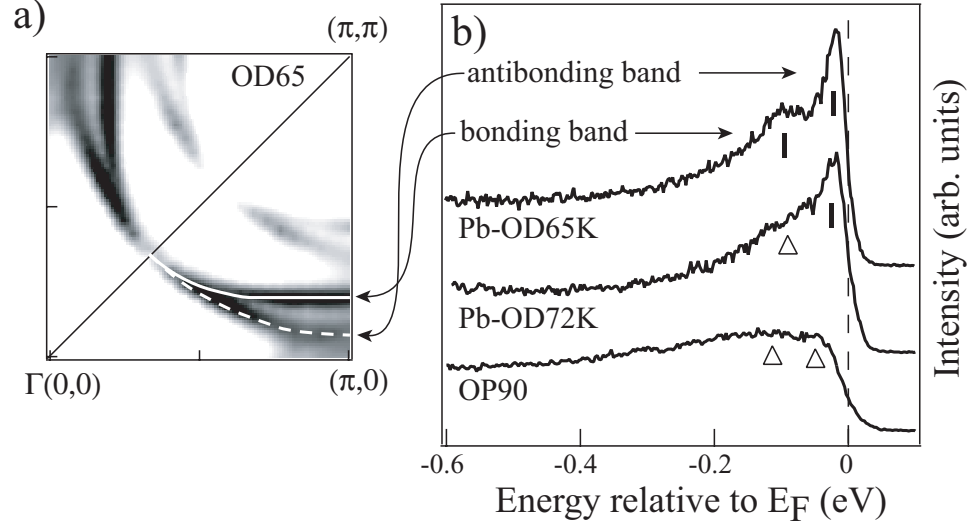 a)
(π,π)
OD65
Γ(0,0)
(π,0)
antibonding band
bonding band
b)
Pb-OD65K
Pb-OD72K
OP90
-0.6
-0.4
-0.2
0
Energy relative to EF (eV)
Intensity (arb. units)